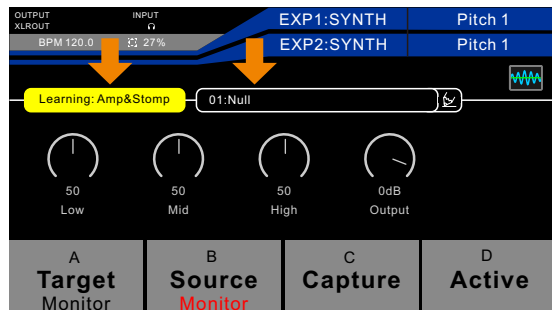 OUTPUT INPUT EXP1:SYNTH Pitch 1
XLROUT
BPM 120.0 27% EXP2:SYNTH Pitch 1
Learning: Amp&Stomp 01:Null
50 50 50 0dB
Low Mid High Output
A B C D
Target Source Capture Active
Monitor Monitor